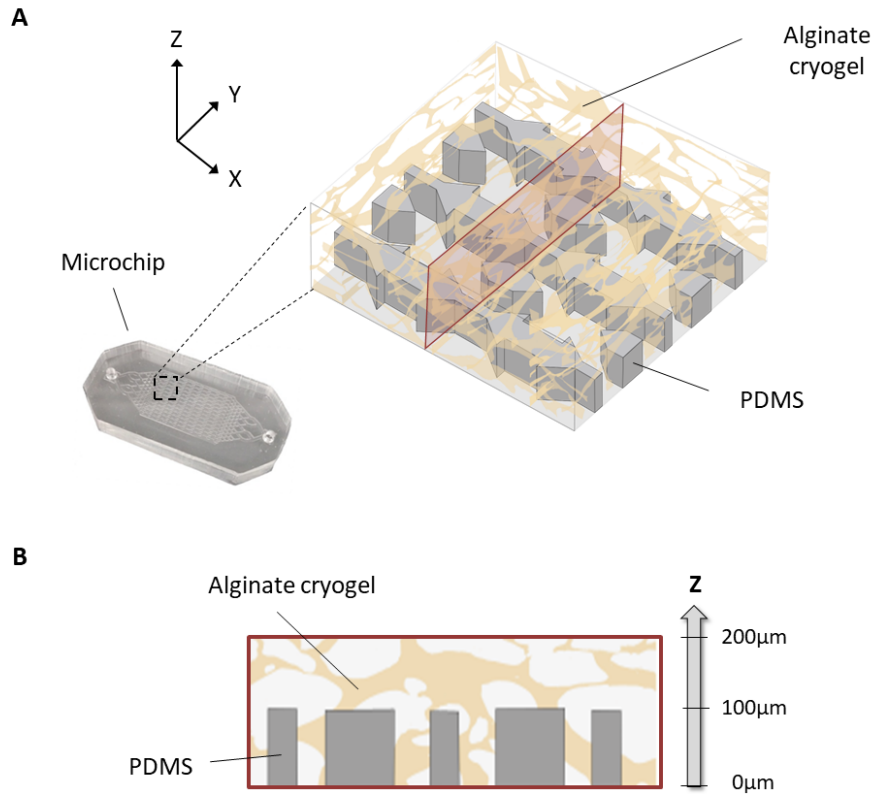 A
Z
Y
X
Alginate
cryogel
Microchip
PDMS
B
Alginate cryogel
Z
200µm
100µm
0µm
PDMS